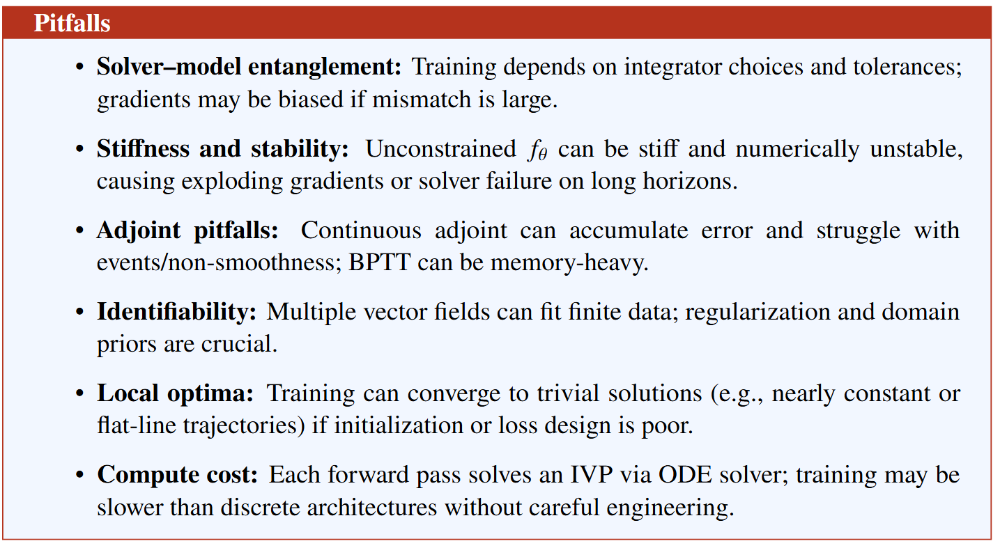 Pitfalls
• Solver–model entanglement: Training depends on integrator choices and tolerances;
gradients may be biased if mismatch is large.
• Stiffness and stability: Unconstrained fθ can be stiff and numerically unstable,
causing exploding gradients or solver failure on long horizons.
• Adjoint pitfalls: Continuous adjoint can accumulate error and struggle with
events/non-smoothness; BPTT can be memory-heavy.
• Identifiability: Multiple vector fields can fit finite data; regularization and domain
priors are crucial.
• Local optima: Training can converge to trivial solutions (e.g., nearly constant or
flat-line trajectories) if initialization or loss design is poor.
• Compute cost: Each forward pass solves an IVP via ODE solver; training may be
slower than discrete architectures without careful engineering.